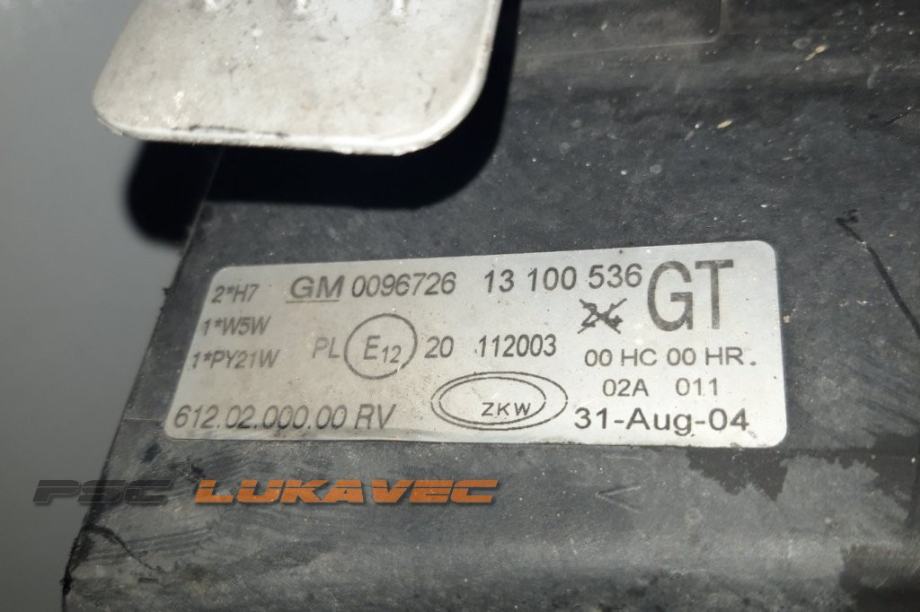 2*H7 GM 0096726 13 100 536 GT
1*W5W
24
1*PY21W PL E12 20 112003 00 HC 00 HR.
02A 011
612.02.000.00 RV ZKW 31-Aug-04
PSC LUKAVEC